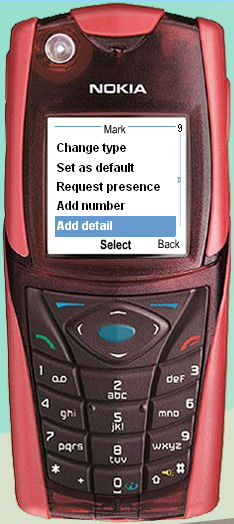 NOKIA
Mark 9
Change type
Set as default
Request presence
Add number
Add detail
Select Back
1
2 abc
def 3
4 ghi
5 jkl
mno 6
7 pqrs
8 tuv
wxyz 9
* +
0
#